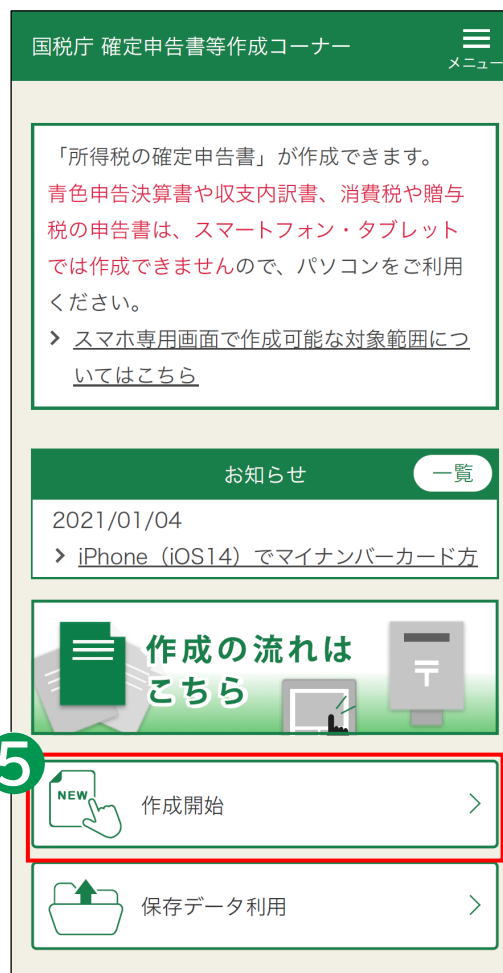 国税庁 確定申告書等作成コーナー
メニュー
「所得税の確定申告書」が作成できます。
青色申告決算書や収支内訳書、消費税や贈与
税の申告書は、スマートフォン・タブレット
では作成できませんので、パソコンをご利用
ください。
スマホ専用画面で作成可能な対象範囲につ
いてはこちら
お知らせ
一覧
2021/01/04
iPhone（iOS14）でマイナンバーカード方
作成の流れは
こちら
〒
5
NEW
作成開始
保存データ利用